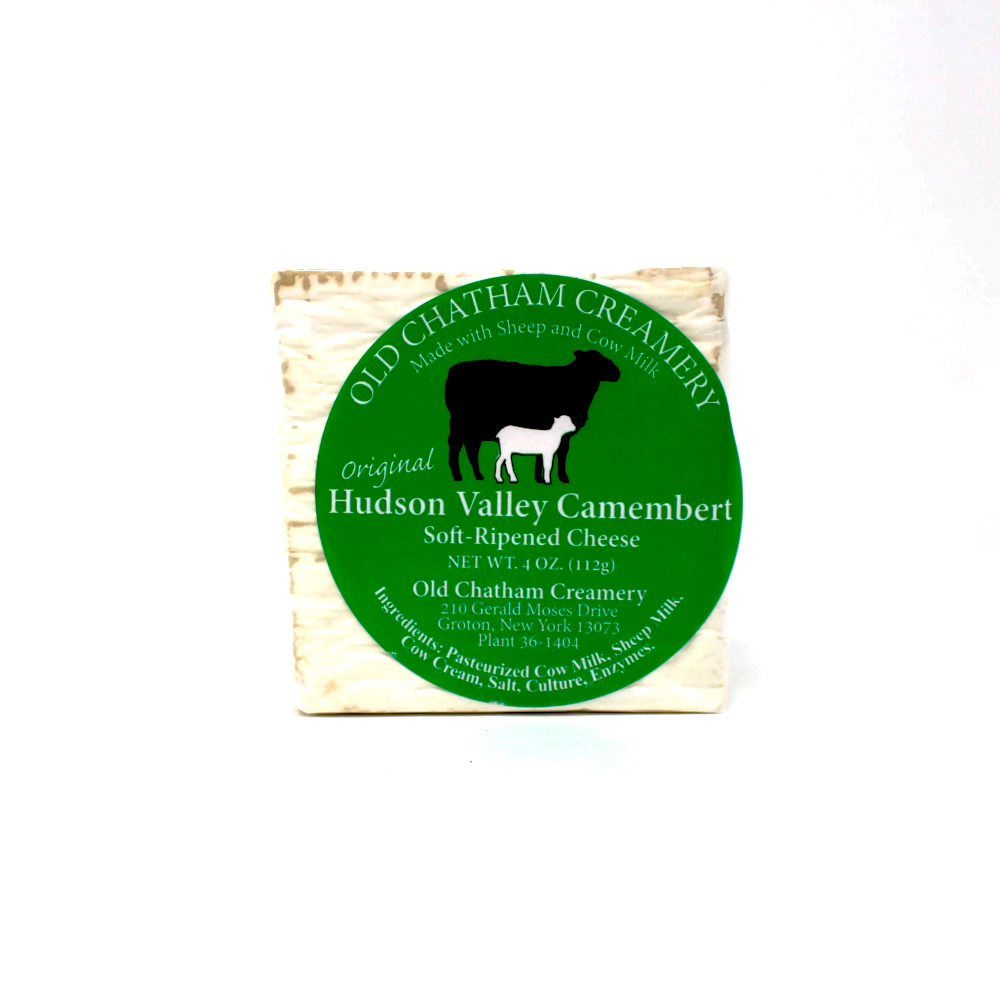 OLD CHATHAM CREAMERY
Made with Sheep and Cow Milk
Original
Hudson Valley Camembert
Soft-Ripened Cheese
NET WT. 4 OZ. (112g)
Old Chatham Creamery
210 Gerald Moses Drive
Groton, New York 13073
Plant 36-1404
Ingredients: Pasteurized Cow Milk, Sheep Milk,
Cow Cream, Salt, Culture, Enzymes.